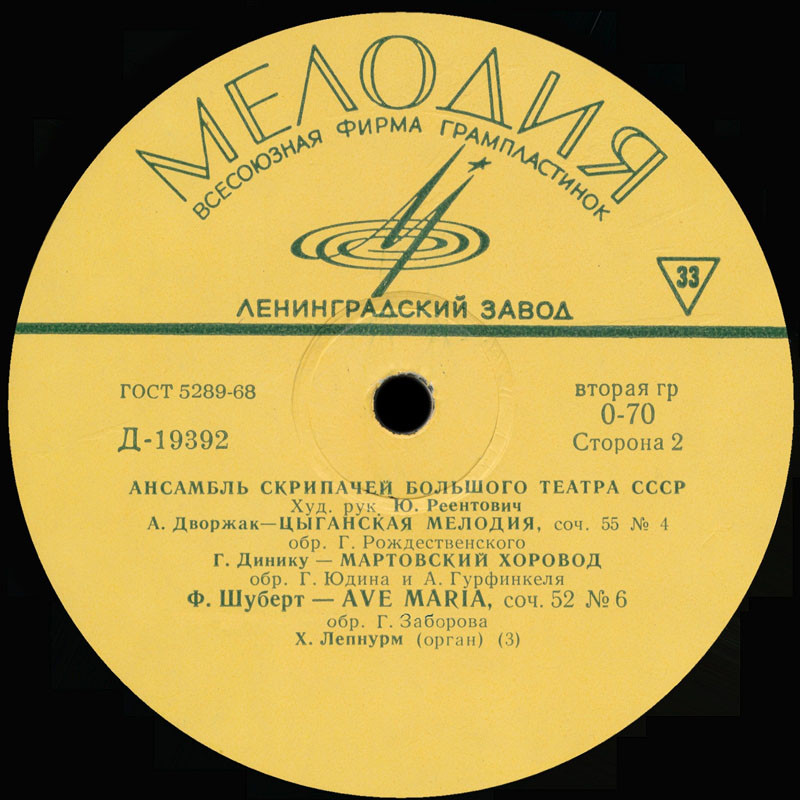 МЕЛОДИЯ
ВСЕСОЮЗНАЯ ФИРМА ГРАМПЛАСТИНОК
33
ЛЕНИНГРАДСКИЙ ЗАВОД
ГОСТ 5289-68
вторая гр
0-70
Д-19392
Сторона 2
АНСАМБЛЬ СКРИПАЧЕЙ БОЛЬШОГО ТЕАТРА СССР
Худ. рук. Ю. Реентович
А. Дворжак—ЦЫГАНСКАЯ МЕЛОДИЯ, соч. 55 № 4
обр. Г. Рождественского
Г. Динику — МАРТОВСКИЙ ХОРОВОД
обр. Г. Юдина и А. Гурфинкеля
Ф. Шуберт — AVE MARIA, соч. 52 № 6
обр. Г. Заборова
Х. Лепнурм (орган) (3)